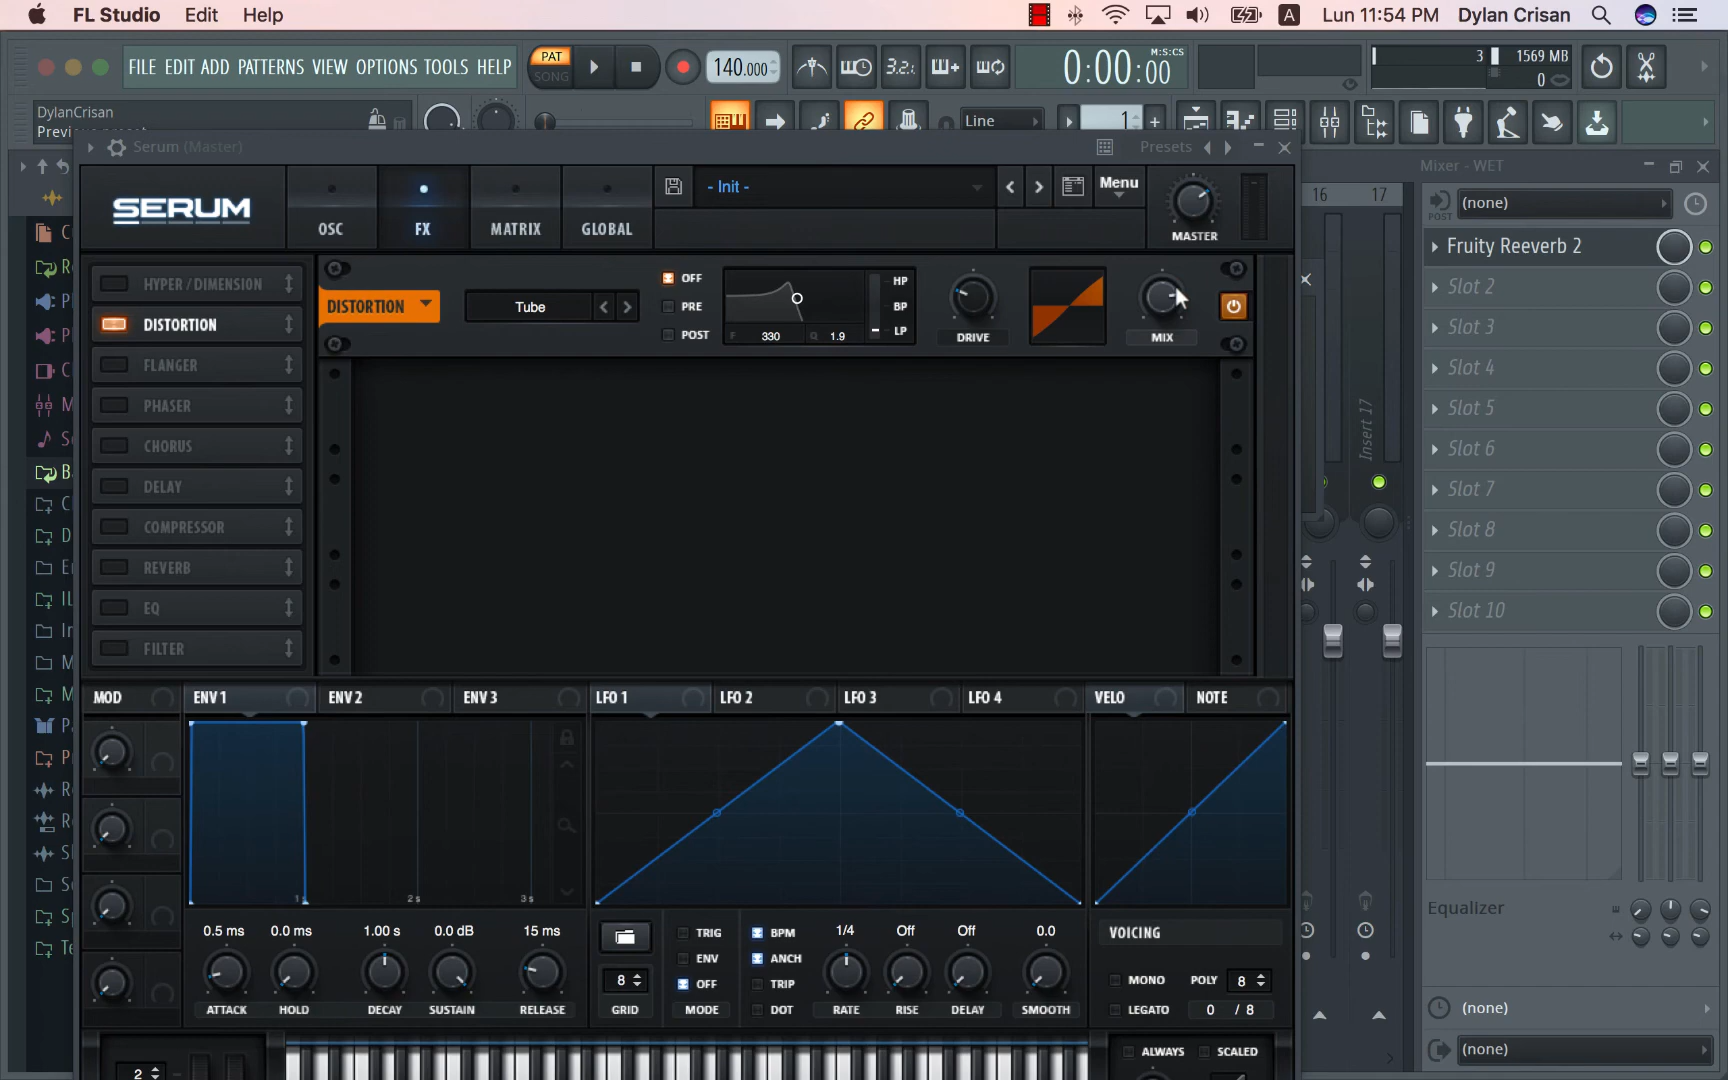 FL Studio Edit Help A Lun 11:54 PM Dylan Crisan
FILE EDIT ADD PATTERNS VIEW OPTIONS TOOLS HELP PAT SONG 140.000 3.2 0:00:00 M:S:CS 3 1569 MB 0
DylanCrisan Line 1
Serum (Master) Presets
Mixer - WET
SERUM
OSC FX MATRIX GLOBAL
- Init - Menu
MASTER
16 17
POST (none)
HYPER / DIMENSION
DISTORTION
FLANGER
PHASER
CHORUS
DELAY
COMPRESSOR
REVERB
EQ
FILTER
DISTORTION Tube
OFF
PRE
POST
F 330 Q 1.9
HP
BP
LP
DRIVE MIX
Insert 17
Fruity Reeverb 2
Slot 2
Slot 3
Slot 4
Slot 5
Slot 6
Slot 7
Slot 8
Slot 9
Slot 10
MOD ENV 1 ENV 2 ENV 3 LFO 1 LFO 2 LFO 3 LFO 4 VELO NOTE
1s 2s 3s
0.5 ms 0.0 ms 1.00 s 0.0 dB 15 ms
ATTACK HOLD DECAY SUSTAIN RELEASE
8
GRID
TRIG
ENV
OFF
MODE
BPM
ANCH
TRIP
DOT
1/4 Off Off 0.0
RATE RISE DELAY SMOOTH
VOICING
MONO POLY 8
LEGATO 0 / 8
ALWAYS SCALED
2
Equalizer
(none)
(none)